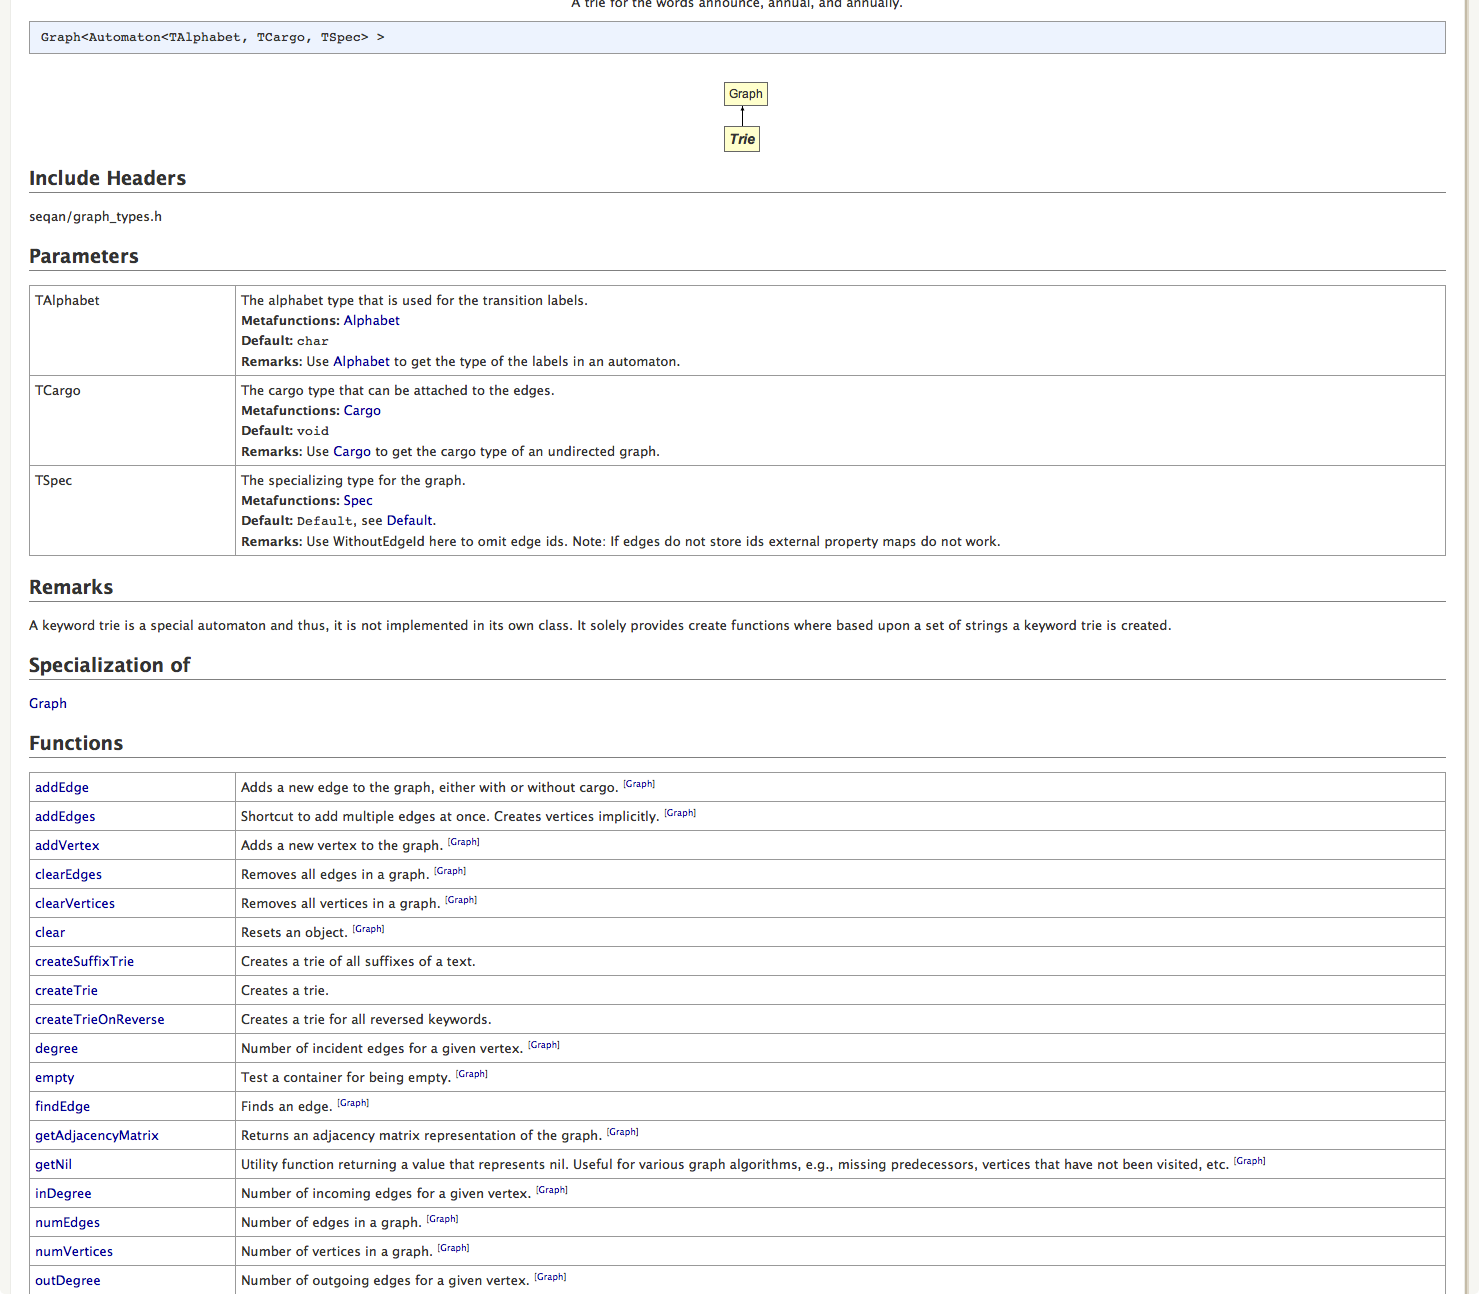 A trie for the words announce, annual, and annually.
Graph<Automaton<TAlphabet, TCargo, TSpec> >
Graph
Trie
Include Headers
seqan/graph_types.h
Parameters
TAlphabet The alphabet type that is used for the transition labels.
Metafunctions: Alphabet
Default: char
Remarks: Use Alphabet to get the type of the labels in an automaton.
TCargo The cargo type that can be attached to the edges.
Metafunctions: Cargo
Default: void
Remarks: Use Cargo to get the cargo type of an undirected graph.
TSpec The specializing type for the graph.
Metafunctions: Spec
Default: Default, see Default.
Remarks: Use WithoutEdgeId here to omit edge ids. Note: If edges do not store ids external property maps do not work.
Remarks
A keyword trie is a special automaton and thus, it is not implemented in its own class. It solely provides create functions where based upon a set of strings a keyword trie is created.
Specialization of
Graph
Functions
addEdge Adds a new edge to the graph, either with or without cargo. [Graph]
addEdges Shortcut to add multiple edges at once. Creates vertices implicitly. [Graph]
addVertex Adds a new vertex to the graph. [Graph]
clearEdges Removes all edges in a graph. [Graph]
clearVertices Removes all vertices in a graph. [Graph]
clear Resets an object. [Graph]
createSuffixTrie Creates a trie of all suffixes of a text.
createTrie Creates a trie.
createTrieOnReverse Creates a trie for all reversed keywords.
degree Number of incident edges for a given vertex. [Graph]
empty Test a container for being empty. [Graph]
findEdge Finds an edge. [Graph]
getAdjacencyMatrix Returns an adjacency matrix representation of the graph. [Graph]
getNil Utility function returning a value that represents nil. Useful for various graph algorithms, e.g., missing predecessors, vertices that have not been visited, etc. [Graph]
inDegree Number of incoming edges for a given vertex. [Graph]
numEdges Number of edges in a graph. [Graph]
numVertices Number of vertices in a graph. [Graph]
outDegree Number of outgoing edges for a given vertex. [Graph]